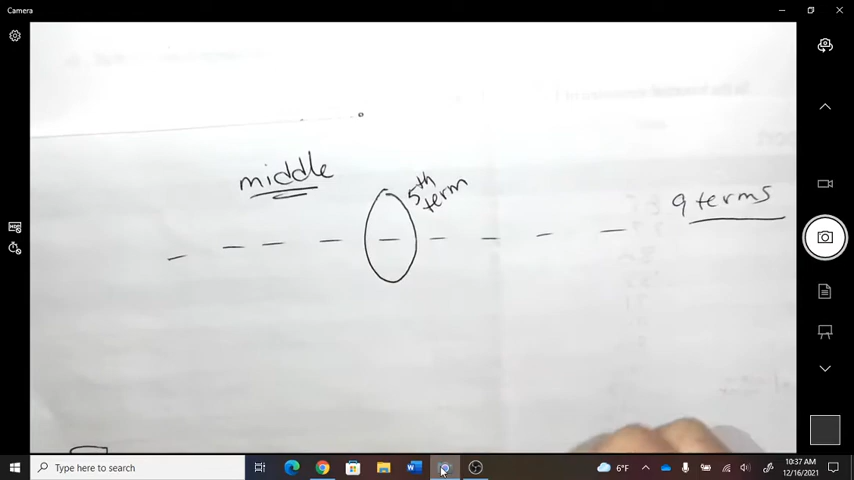 Camera
middle
5th
term
9 terms
Type here to search
W
6°F
10:37 AM
12/16/2021